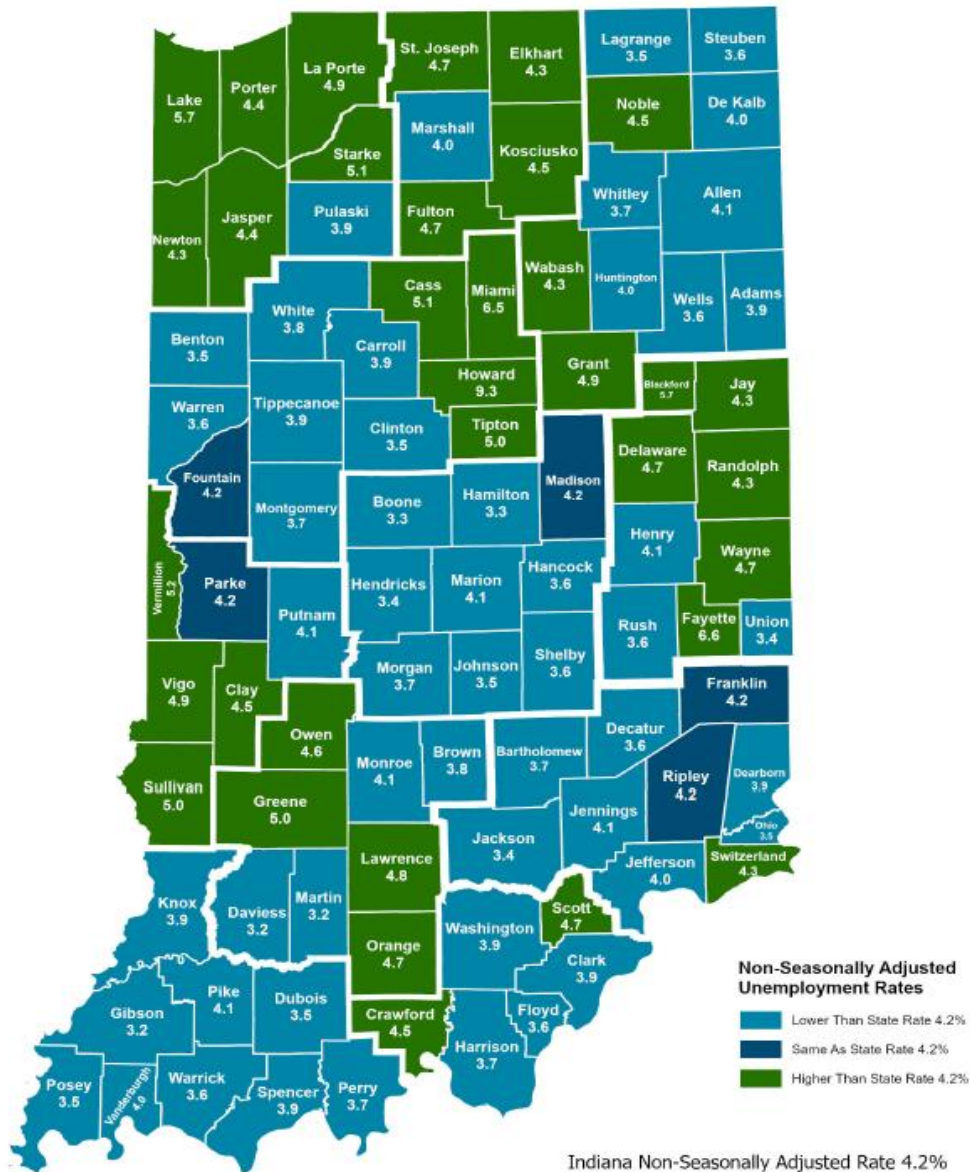 Lagrange
3.5
Steuben
3.6
St. Joseph
4.7
Elkhart
4.3
La Porte
4.9
Porter
4.4
Lake
5.7
Noble
4.5
De Kalb
4.0
Marshall
4.0
Kosciusko
4.5
Starke
5.1
Whitley
3.7
Allen
4.1
Pulaski
3.9
Fulton
4.7
Jasper
4.4
Newton
4.3
Wabash
4.3
Huntington
4.0
Cass
5.1
Miami
6.5
Wells
3.6
Adams
3.9
White
3.8
Benton
3.5
Carroll
3.9
Grant
4.9
Howard
9.3
Blackford
5.7
Jay
4.3
Warren
3.6
Tippecanoe
3.9
Clinton
3.5
Tipton
5.0
Delaware
4.7
Randolph
4.3
Fountain
4.2
Madison
4.2
Montgomery
3.7
Boone
3.3
Hamilton
3.3
Henry
4.1
Wayne
4.7
Vermillion
5.2
Parke
4.2
Hendricks
3.4
Marion
4.1
Hancock
3.6
Putnam
4.1
Rush
3.6
Fayette
6.6
Union
3.4
Morgan
3.7
Johnson
3.5
Shelby
3.6
Vigo
4.9
Clay
4.5
Franklin
4.2
Owen
4.6
Decatur
3.6
Monroe
4.1
Brown
3.8
Bartholomew
3.7
Ripley
4.2
Dearborn
3.9
Sullivan
5.0
Greene
5.0
Jennings
4.1
Ohio
3.5
Jackson
3.4
Lawrence
4.8
Jefferson
4.0
Switzerland
4.3
Knox
3.9
Daviess
3.2
Martin
3.2
Washington
3.9
Scott
4.7
Orange
4.7
Clark
3.9
Gibson
3.2
Pike
4.1
Dubois
3.5
Crawford
4.5
Floyd
3.6
Harrison
3.7
Posey
3.5
Vanderburgh
4.0
Warrick
3.6
Spencer
3.9
Perry
3.7
Non-Seasonally Adjusted
Unemployment Rates
Lower Than State Rate 4.2%
Same As State Rate 4.2%
Higher Than State Rate 4.2%
Indiana Non-Seasonally Adjusted Rate 4.2%